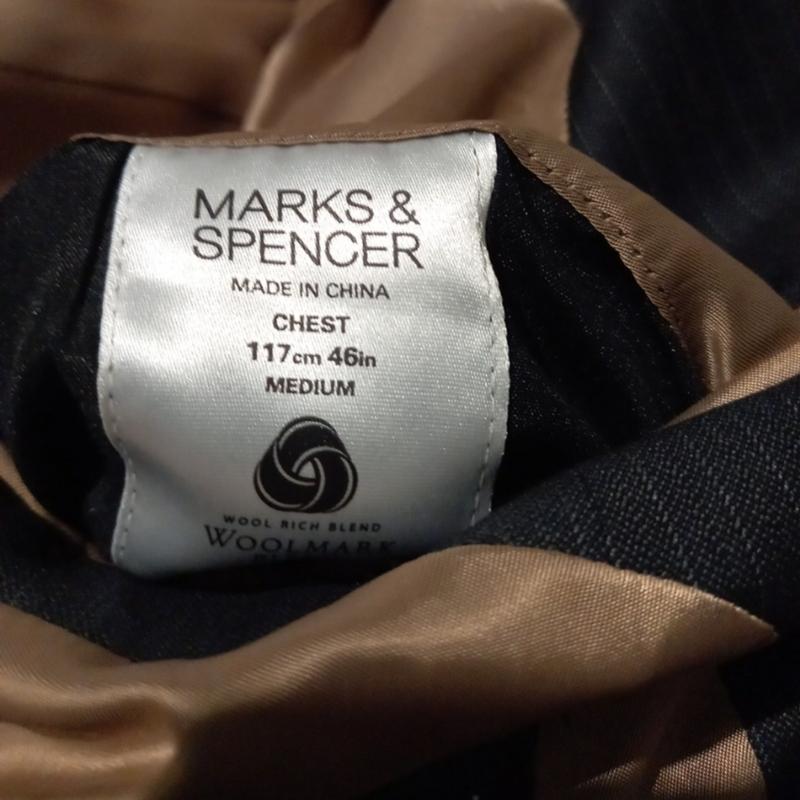 MARKS &
SPENCER
MADE IN CHINA
CHEST
117cm 46in
MEDIUM
WOOL RICH BLEND
WOOLMARK